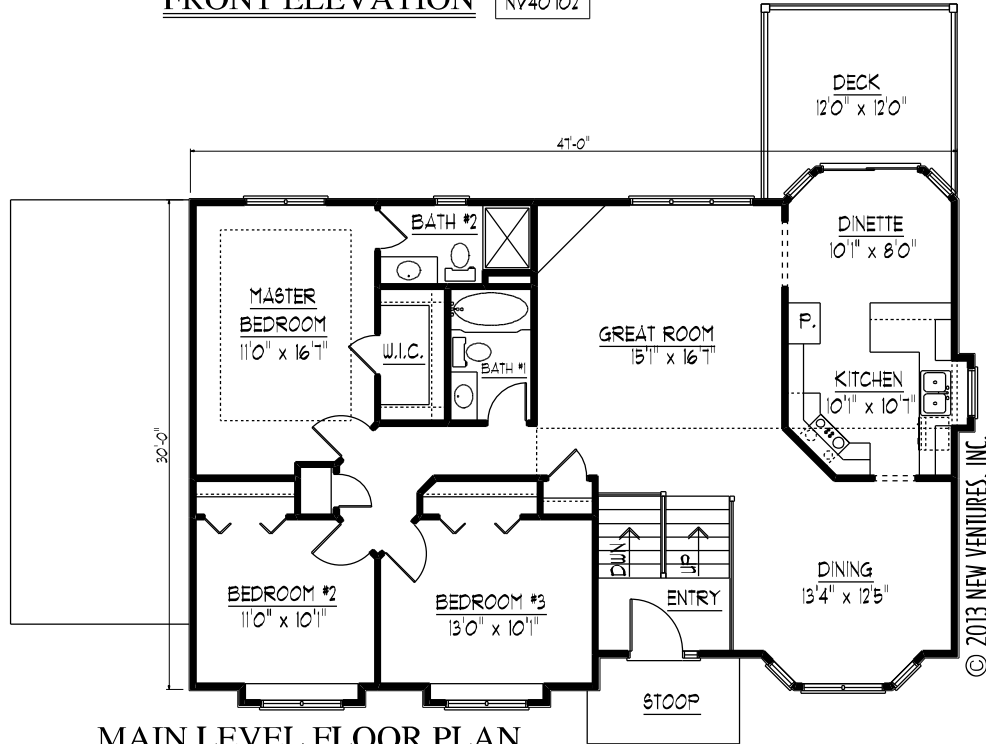 FRONT ELEVATION
NV40102
DECK
12'0" x 12'0"
47'-0"
BATH #2
DINETTE
10'1" x 8'0"
MASTER
BEDROOM
11'0" x 16'7"
W.I.C.
BATH #1
GREAT ROOM
15'1" x 16'7"
P.
KITCHEN
10'1" x 10'7"
30'-0"
DWN
UP
ENTRY
DINING
13'4" x 12'5"
BEDROOM #2
11'0" x 10'1"
BEDROOM #3
13'0" x 10'1"
STOOP
© 2013 NEW VENTURES, INC.
MAIN LEVEL FLOOR PLAN